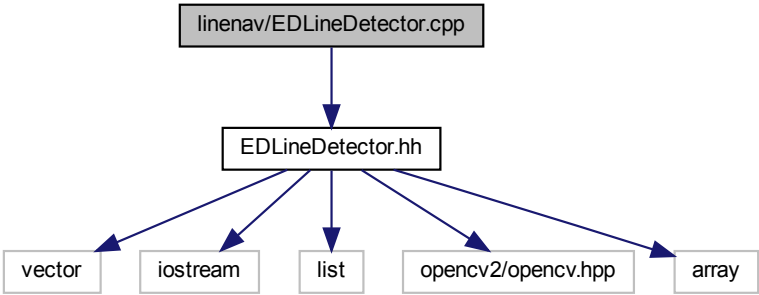 linenav/EDLineDetector.cpp
EDLineDetector.hh
vector
iostream
list
opencv2/opencv.hpp
array